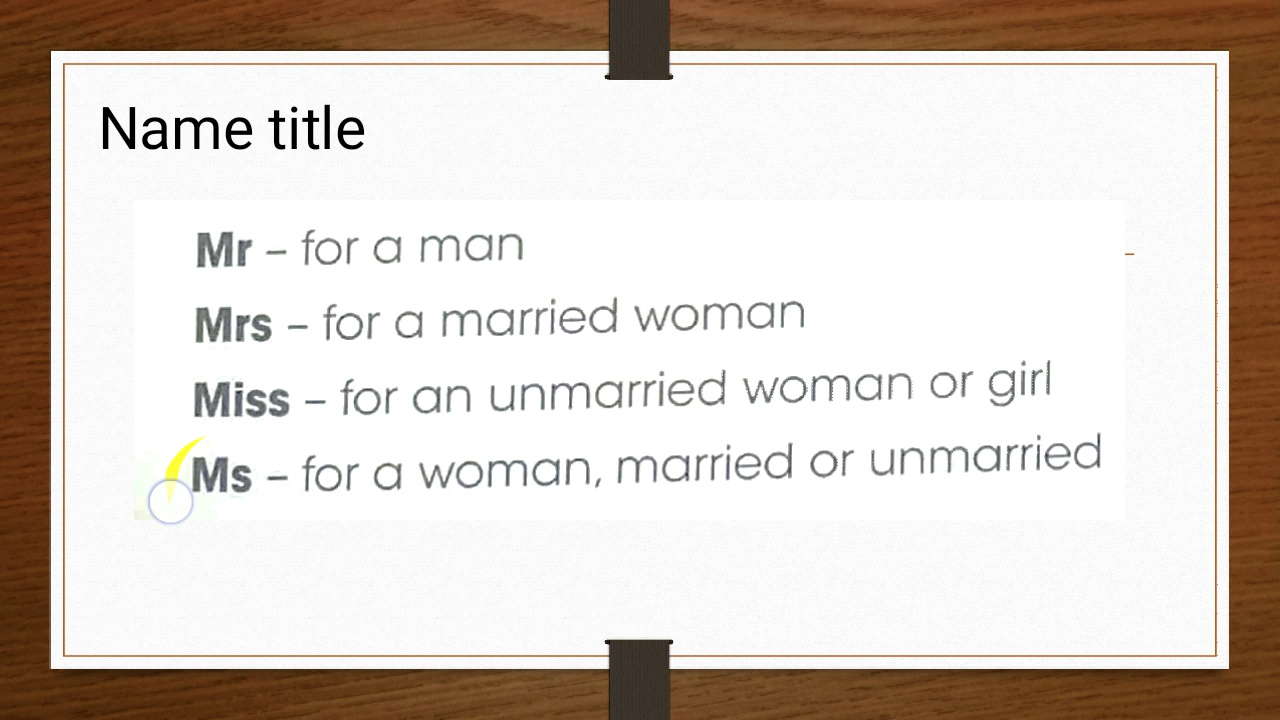 Name title
Mr – for a man
Mrs – for a married woman
Miss – for an unmarried woman or girl
Ms – for a woman, married or unmarried